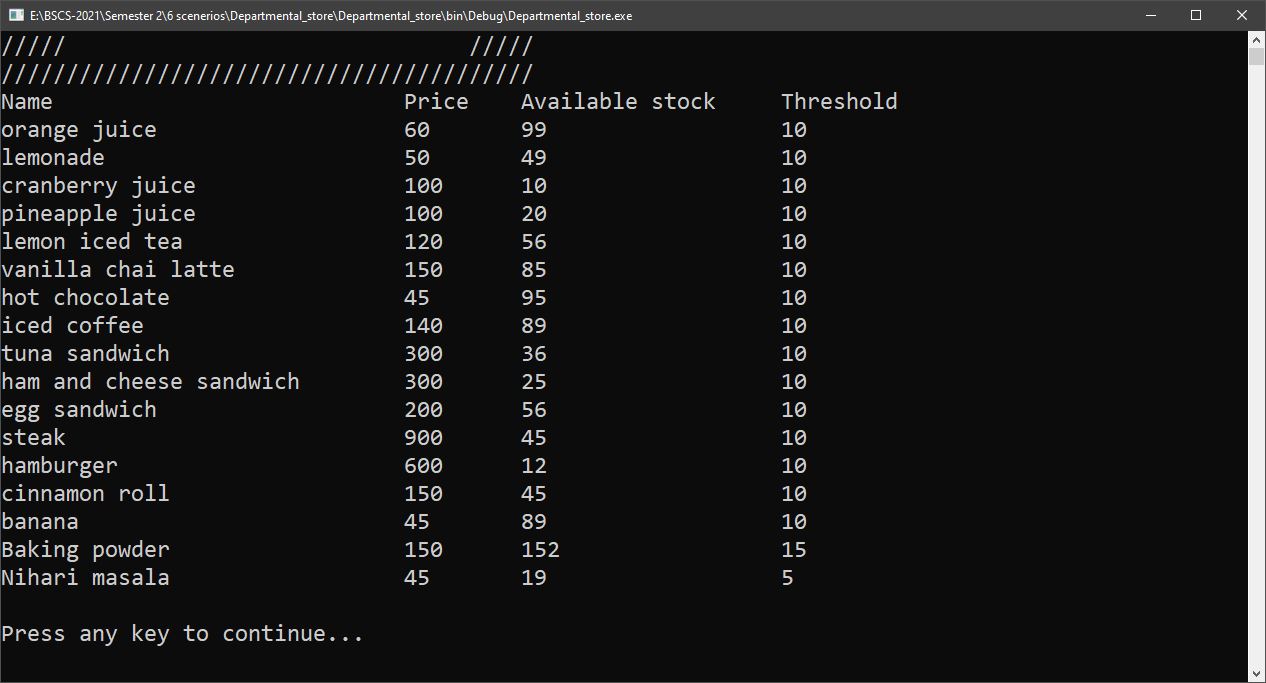 E:\BSCS-2021\Semester 2\6 scenerios\Departmental_store\Departmental_store\bin\Debug\Departmental_store.exe
/////                               /////
/////////////////////////////////////////
Name                           Price    Available stock     Threshold
orange juice                   60       99                  10
lemonade                       50       49                  10
cranberry juice                100      10                  10
pineapple juice                100      20                  10
lemon iced tea                 120      56                  10
vanilla chai latte             150      85                  10
hot chocolate                  45       95                  10
iced coffee                    140      89                  10
tuna sandwich                  300      36                  10
ham and cheese sandwich        300      25                  10
egg sandwich                   200      56                  10
steak                          900      45                  10
hamburger                      600      12                  10
cinnamon roll                  150      45                  10
banana                         45       89                  10
Baking powder                  150      152                 15
Nihari masala                  45       19                  5
Press any key to continue...